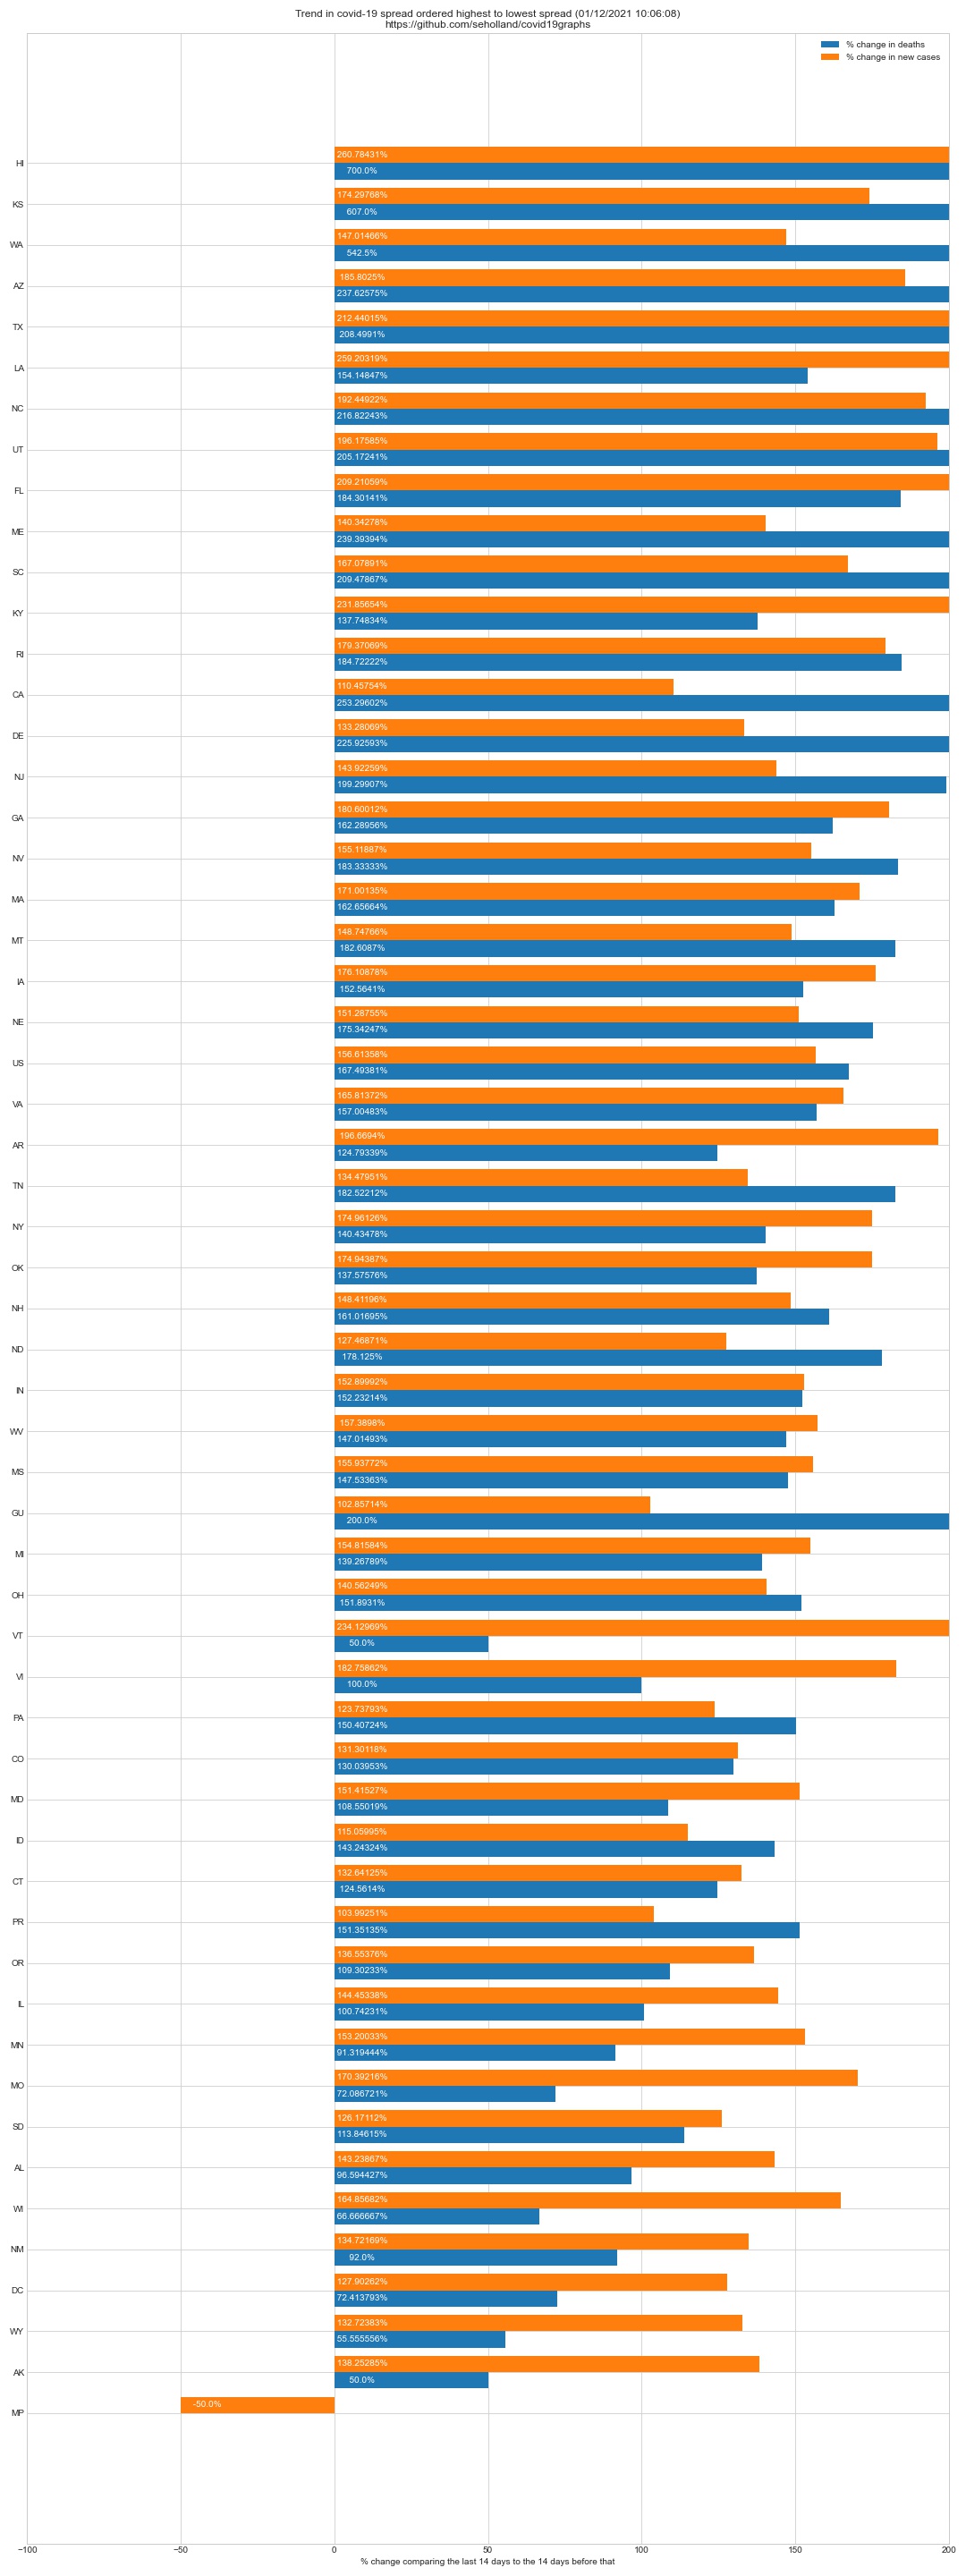 Trend in covid-19 spread ordered highest to lowest spread (01/12/2021 10:06:08)
https://github.com/seholland/covid19graphs
% change in deaths
% change in new cases
HI
260.78431%
700.0%
KS
174.29768%
607.0%
WA
147.01466%
542.5%
AZ
185.8025%
237.62575%
TX
212.44015%
208.4991%
LA
259.20319%
154.14847%
NC
192.44922%
216.82243%
UT
196.17585%
205.17241%
FL
209.21059%
184.30141%
ME
140.34278%
239.39394%
SC
167.07891%
209.47867%
KY
231.85654%
137.74834%
RI
179.37069%
184.72222%
CA
110.45754%
253.29602%
DE
133.28069%
225.92593%
NJ
143.92259%
199.29907%
GA
180.60012%
162.28956%
NV
155.11887%
183.33333%
MA
171.00135%
162.65664%
MT
148.74766%
182.6087%
IA
176.10878%
152.5641%
NE
151.28755%
175.34247%
US
156.61358%
167.49381%
VA
165.81372%
157.00483%
AR
196.6694%
124.79339%
TN
134.47951%
182.52212%
NY
174.96126%
140.43478%
OK
174.94387%
137.57576%
NH
148.41196%
161.01695%
ND
127.46871%
178.125%
IN
152.89992%
152.23214%
WV
157.3898%
147.01493%
MS
155.93772%
147.53363%
GU
102.85714%
200.0%
MI
154.81584%
139.26789%
OH
140.56249%
151.8931%
VT
234.12969%
50.0%
VI
182.75862%
100.0%
PA
123.73793%
150.40724%
CO
131.30118%
130.03953%
MD
151.41527%
108.55019%
ID
115.05995%
143.24324%
CT
132.64125%
124.5614%
PR
103.99251%
151.35135%
OR
136.55376%
109.30233%
IL
144.45338%
100.74231%
MN
153.20033%
91.319444%
MO
170.39216%
72.086721%
SD
126.17112%
113.84615%
AL
143.23867%
96.594427%
WI
164.85682%
66.666667%
NM
134.72169%
92.0%
DC
127.90262%
72.413793%
WY
132.72383%
55.555556%
AK
138.25285%
50.0%
MP
-50.0%
−100 −50 0 50 100 150 200
% change comparing the last 14 days to the 14 days before that